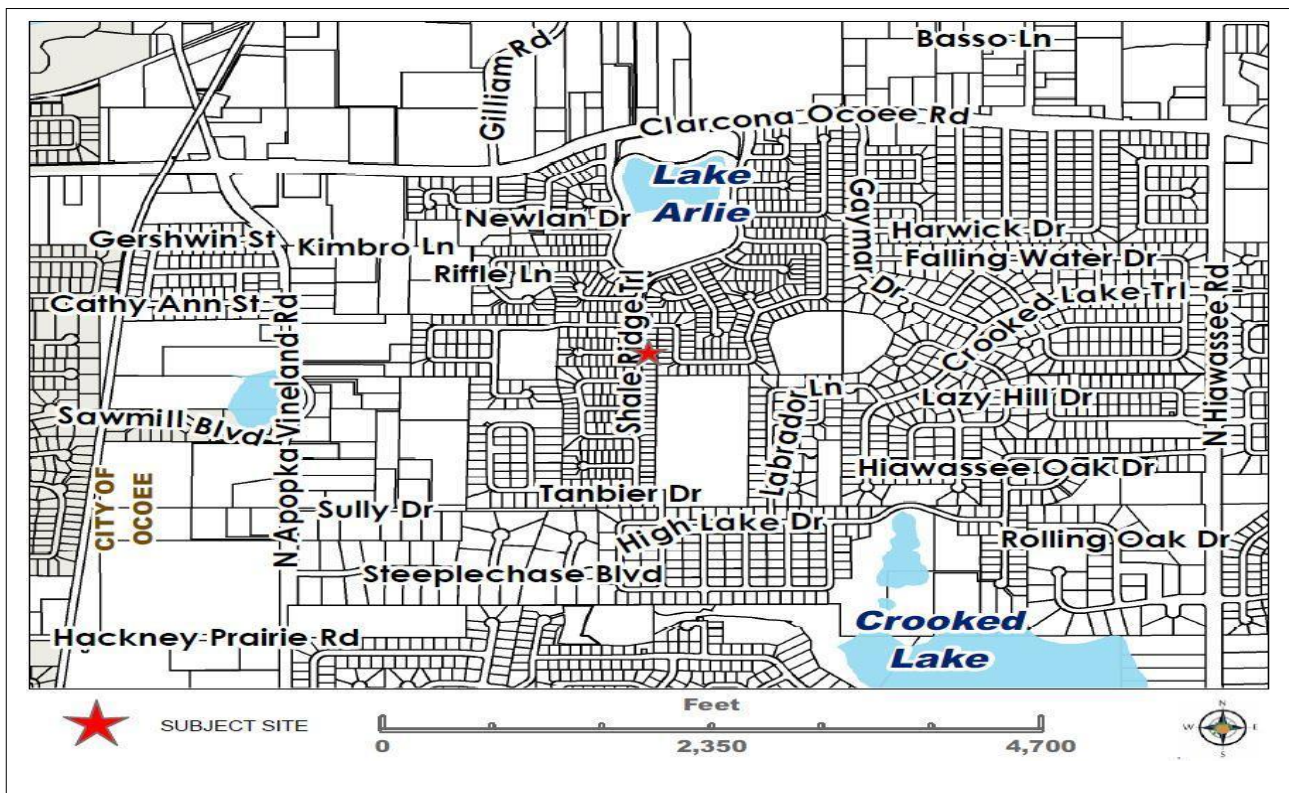 Basso Ln
Gilliam Rd
Clarcona Ocoee Rd
Lake
Arlie
Gaymar Dr
Newlan Dr
Harwick Dr
Gershwin St
Kimbro Ln
Falling Water Dr
Riffle Ln
Crooked Lake Trl
Cathy Ann St
N Apopka Vineland Rd
Shale Ridge Trl
N Hiawassee Rd
Labrador Ln
Lazy Hill Dr
Sawmill Blvd
Hiawassee Oak Dr
CITY OF
OCOEE
Tanbier Dr
Sully Dr
High Lake Dr
Rolling Oak Dr
Steeplechase Blvd
Crooked
Lake
Hackney Prairie Rd
SUBJECT SITE
Feet
0 2,350 4,700
N
W E
S